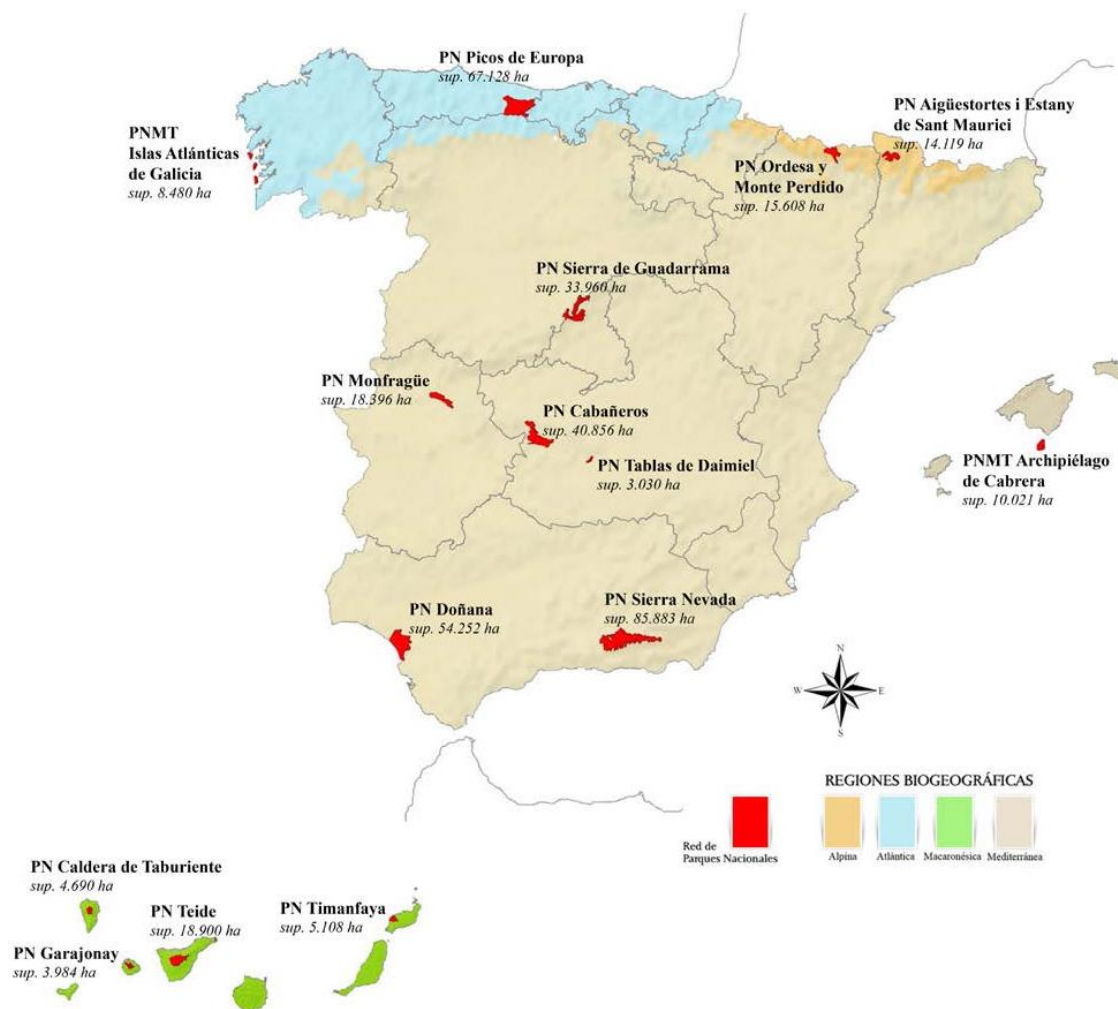 PN Picos de Europa
sup. 67.128 ha
PN Aigüestortes i Estany
de Sant Maurici
sup. 14.119 ha
PNMT
Islas Atlánticas
de Galicia
sup. 8.480 ha
PN Ordesa y
Monte Perdido
sup. 15.608 ha
PN Sierra de Guadarrama
sup. 33.960 ha
PN Monfragüe
sup. 18.396 ha
PN Cabañeros
sup. 40.856 ha
PN Tablas de Daimiel
sup. 3.030 ha
PNMT Archipiélago
de Cabrera
sup. 10.021 ha
PN Doñana
sup. 54.252 ha
PN Sierra Nevada
sup. 85.883 ha
N
W E
S
REGIONES BIOGEOGRÁFICAS
Red de
Parques Nacionales
Alpina Atlántica Macaronésica Mediterránea
PN Caldera de Taburiente
sup. 4.690 ha
PN Teide
sup. 18.900 ha
PN Timanfaya
sup. 5.108 ha
PN Garajonay
sup. 3.984 ha